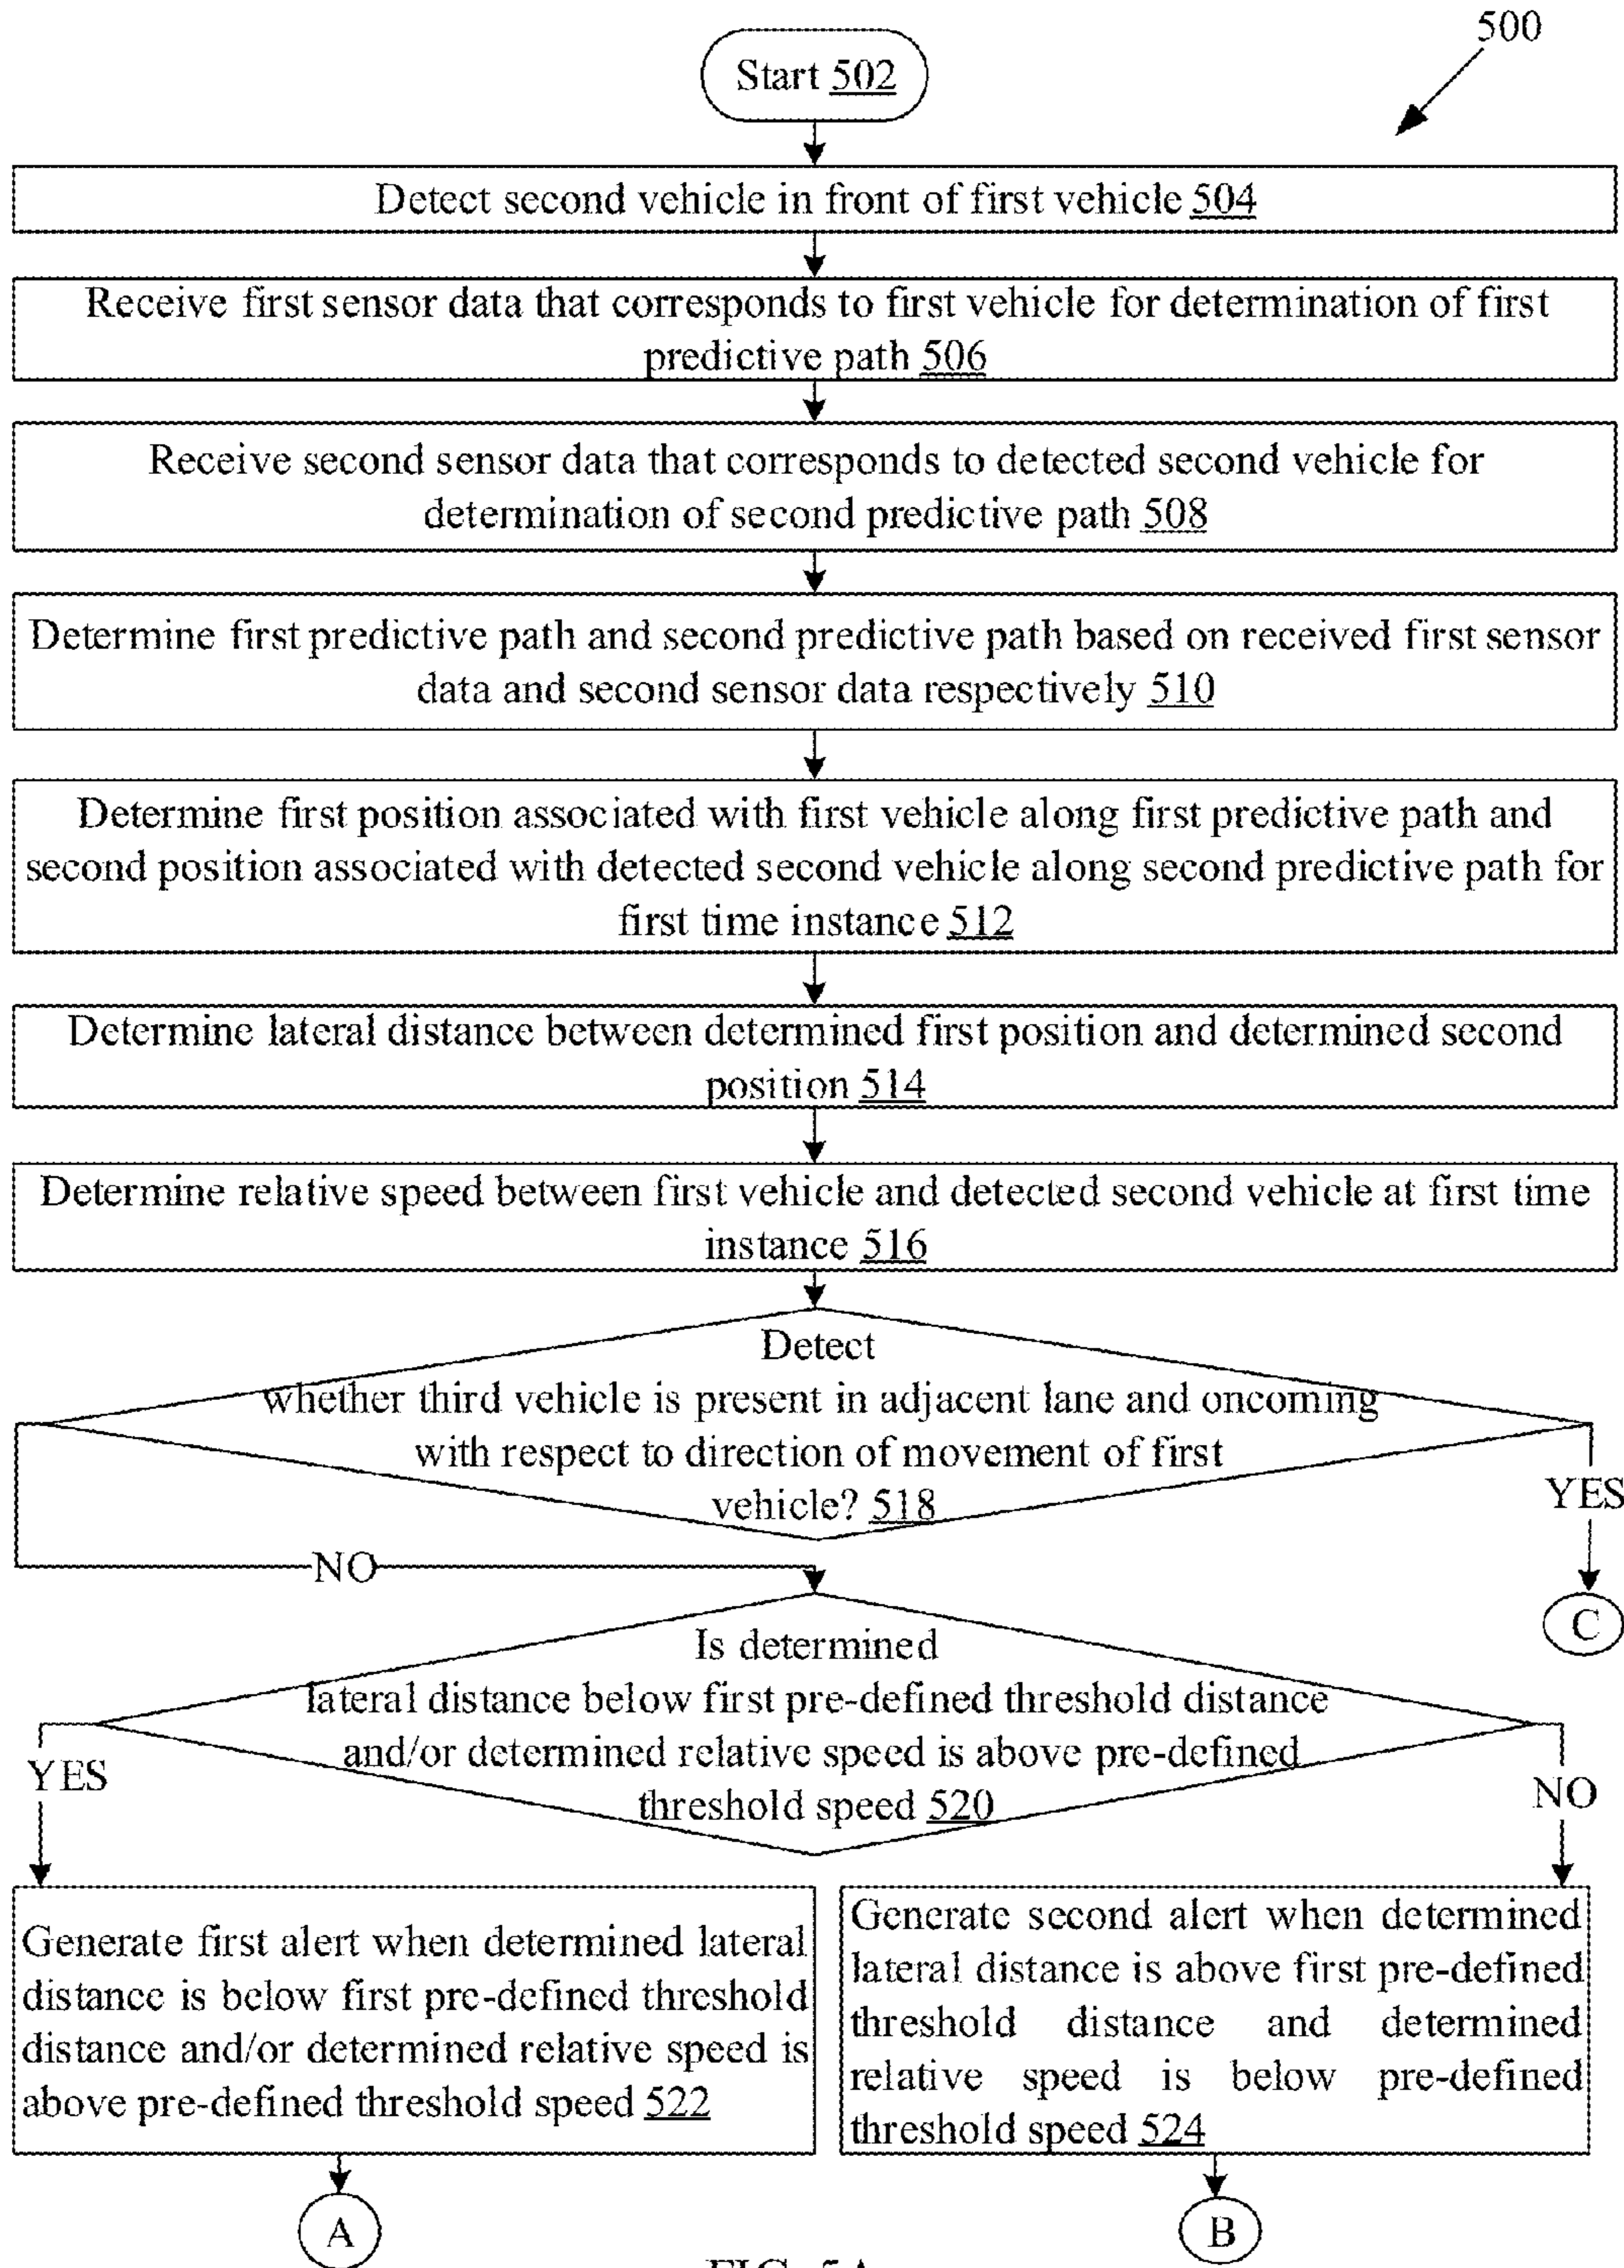 500
Start 502
Detect second vehicle in front of first vehicle 504
Receive first sensor data that corresponds to first vehicle for determination of first
predictive path 506
Receive second sensor data that corresponds to detected second vehicle for
determination of second predictive path 508
Determine first predictive path and second predictive path based on received first sensor
data and second sensor data respectively 510
Determine first position associated with first vehicle along first predictive path and
second position associated with detected second vehicle along second predictive path for
first time instance 512
Determine lateral distance between determined first position and determined second
position 514
Determine relative speed between first vehicle and detected second vehicle at first time
instance 516
Detect
whether third vehicle is present in adjacent lane and oncoming
with respect to direction of movement of first
vehicle? 518
YES
NO
C
Is determined
lateral distance below first pre-defined threshold distance
and/or determined relative speed is above pre-defined
threshold speed 520
YES
NO
Generate first alert when determined lateral
distance is below first pre-defined threshold
distance and/or determined relative speed is
above pre-defined threshold speed 522
Generate second alert when determined
lateral distance is above first pre-defined
threshold distance and determined
relative speed is below pre-defined
threshold speed 524
A
B
FIG. 5A